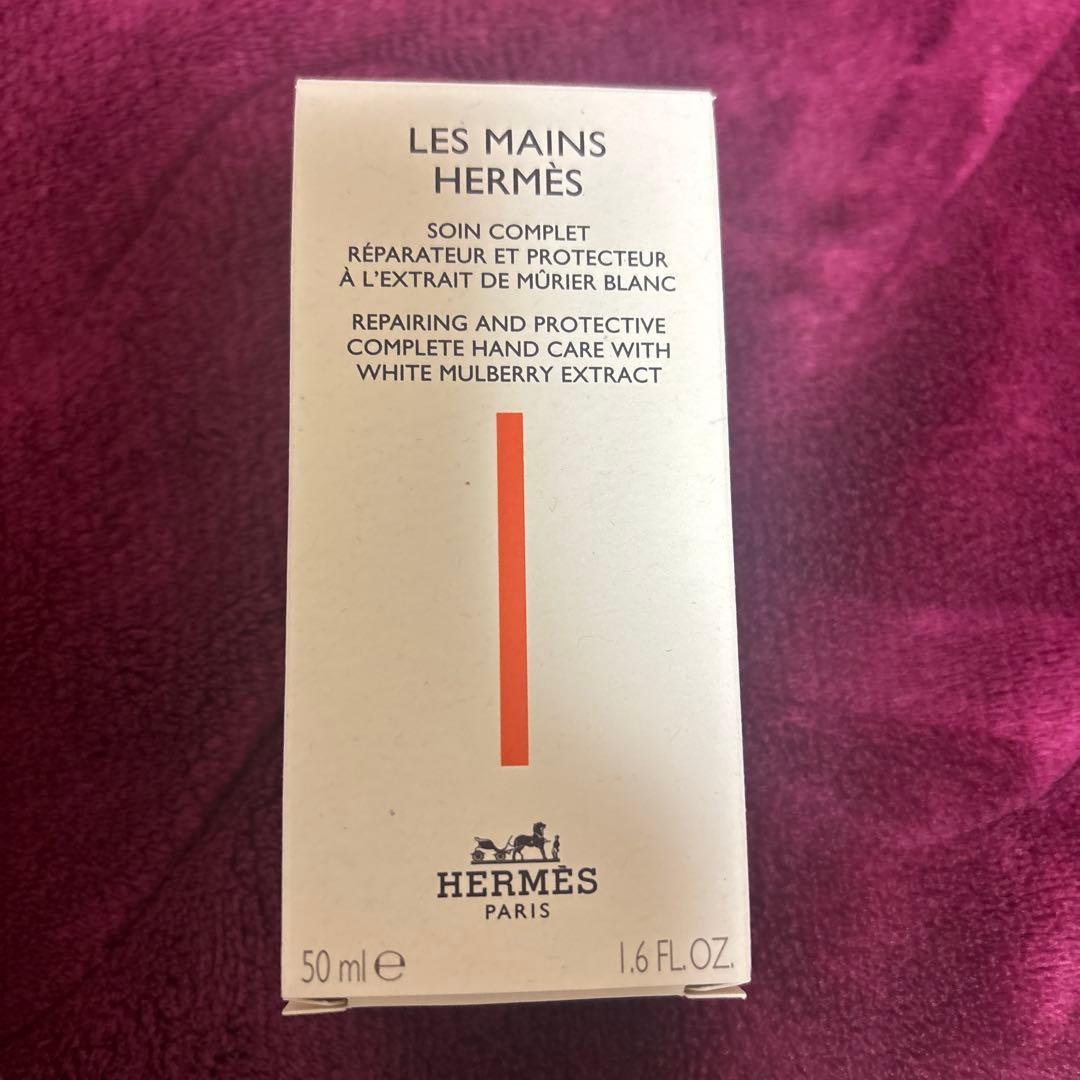 LES MAINS
HERMÈS
SOIN COMPLET
RÉPARATEUR ET PROTECTEUR
À L'EXTRAIT DE MÛRIER BLANC
REPAIRING AND PROTECTIVE
COMPLETE HAND CARE WITH
WHITE MULBERRY EXTRACT
HERMÈS
PARIS
50 ml ℮ 1.6 FL.OZ.